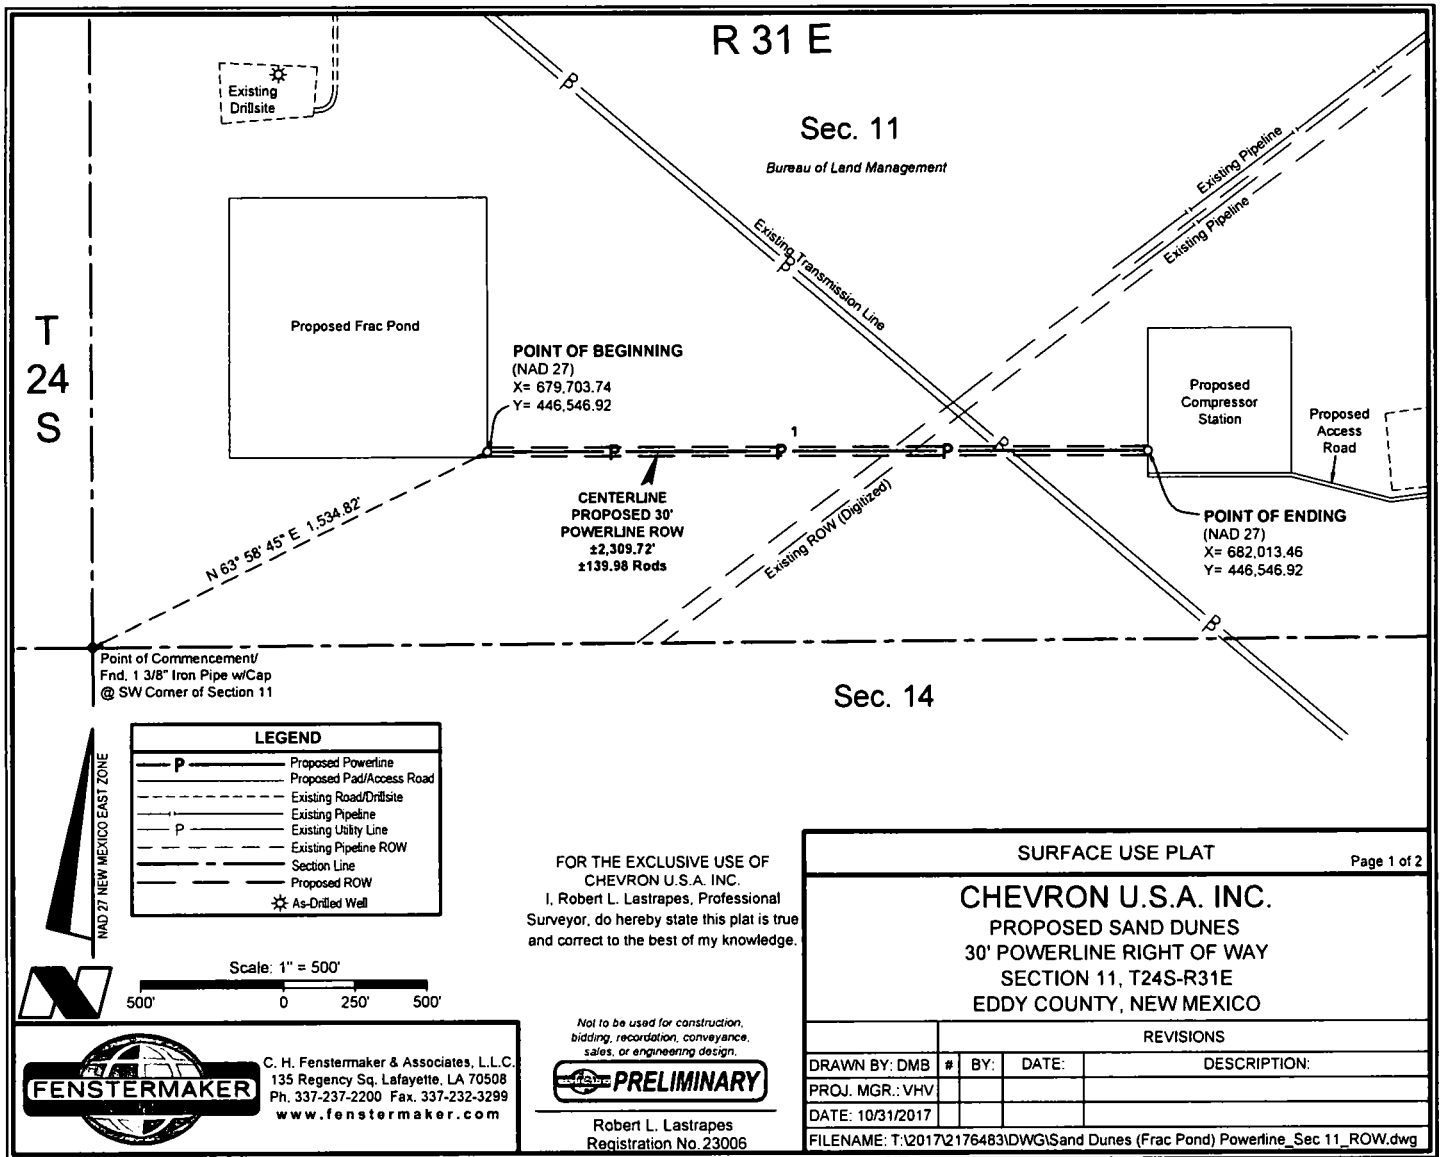 R 31 E
Existing
Drillsite
Sec. 11
Bureau of Land Management
Existing Pipeline
Existing Pipeline
Existing Transmission Line
P
P
T
24
S
Proposed Frac Pond
POINT OF BEGINNING
(NAD 27)
X= 679,703.74
Y= 446,546.92
Proposed
Compressor
Station
Proposed
Access
Road
1
P
P
P
P
CENTERLINE
PROPOSED 30'
POWERLINE ROW
±2,309.72'
±139.98 Rods
Existing ROW (Digitized)
POINT OF ENDING
(NAD 27)
X= 682,013.46
Y= 446,546.92
N 63° 58' 45" E 1,534.82'
P
Point of Commencement/
Fnd. 1 3/8" Iron Pipe w/Cap
@ SW Corner of Section 11
Sec. 14
NAD 27 NEW MEXICO EAST ZONE
LEGEND
P Proposed Powerline
Proposed Pad/Access Road
Existing Road/Drillsite
Existing Pipeline
P Existing Utility Line
Existing Pipeline ROW
Section Line
Proposed ROW
As-Drilled Well
Scale: 1" = 500'
500' 0 250' 500'
FOR THE EXCLUSIVE USE OF
CHEVRON U.S.A. INC.
I, Robert L. Lastrapes, Professional
Surveyor, do hereby state this plat is true
and correct to the best of my knowledge.
Not to be used for construction,
bidding, recordation, conveyance,
sales, or engineering design.
PRELIMINARY
Robert L. Lastrapes
Registration No. 23006
FENSTERMAKER
C. H. Fenstermaker & Associates, L.L.C.
135 Regency Sq. Lafayette, LA 70508
Ph. 337-237-2200 Fax. 337-232-3299
www.fenstermaker.com
SURFACE USE PLAT
Page 1 of 2
CHEVRON U.S.A. INC.
PROPOSED SAND DUNES
30' POWERLINE RIGHT OF WAY
SECTION 11, T24S-R31E
EDDY COUNTY, NEW MEXICO
REVISIONS
DRAWN BY: DMB # BY: DATE: DESCRIPTION:
PROJ. MGR.: VHV
DATE: 10/31/2017
FILENAME: T:\2017\2176483\DWG\Sand Dunes (Frac Pond) Powerline_Sec 11_ROW.dwg